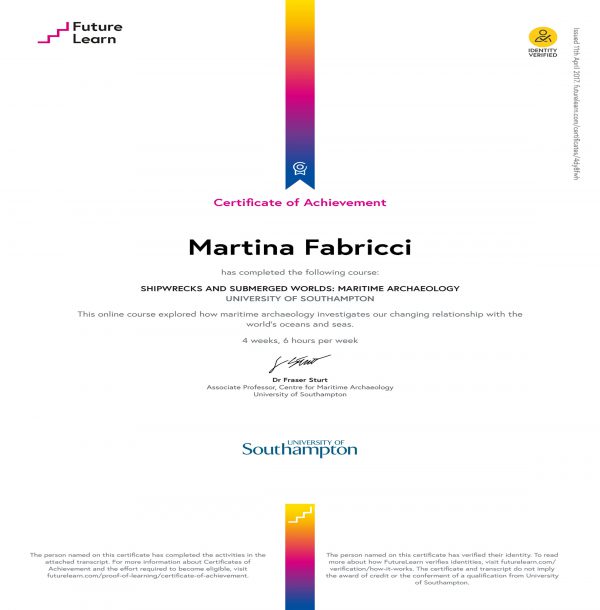 Future
Learn
IDENTITY
VERIFIED
Issued 11th April 2017. futurelearn.com/certificates/4dy8fwh
Certificate of Achievement
Martina Fabricci
has completed the following course:
SHIPWRECKS AND SUBMERGED WORLDS: MARITIME ARCHAEOLOGY
UNIVERSITY OF SOUTHAMPTON
This online course explored how maritime archaeology investigates our changing relationship with the
world's oceans and seas.
4 weeks, 6 hours per week
Dr Fraser Sturt
Associate Professor, Centre for Maritime Archaeology
University of Southampton
UNIVERSITY OF
Southampton
The person named on this certificate has completed the activities in the
attached transcript. For more information about Certificates of
Achievement and the effort required to become eligible, visit
futurelearn.com/proof-of-learning/certificate-of-achievement.
The person named on this certificate has verified their identity. To read
more about how FutureLearn verifies identities, visit futurelearn.com/
verification/how-it-works. The certificate and transcript do not imply
the award of credit or the conferment of a qualification from University
of Southampton.